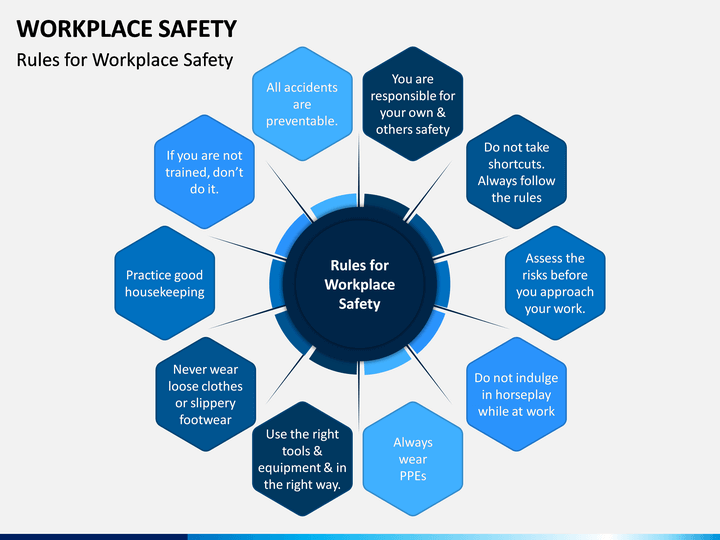 WORKPLACE SAFETY
Rules for Workplace Safety
All accidents
are
preventable.
You are
responsible for
your own &
others safety
Do not take
shortcuts.
Always follow
the rules
Assess the
risks before
you approach
your work.
Do not indulge
in horseplay
while at work
Always
wear
PPEs
Use the right
tools &
equipment & in
the right way.
Never wear
loose clothes
or slippery
footwear
Practice good
housekeeping
If you are not
trained, don’t
do it.
Rules for
Workplace
Safety